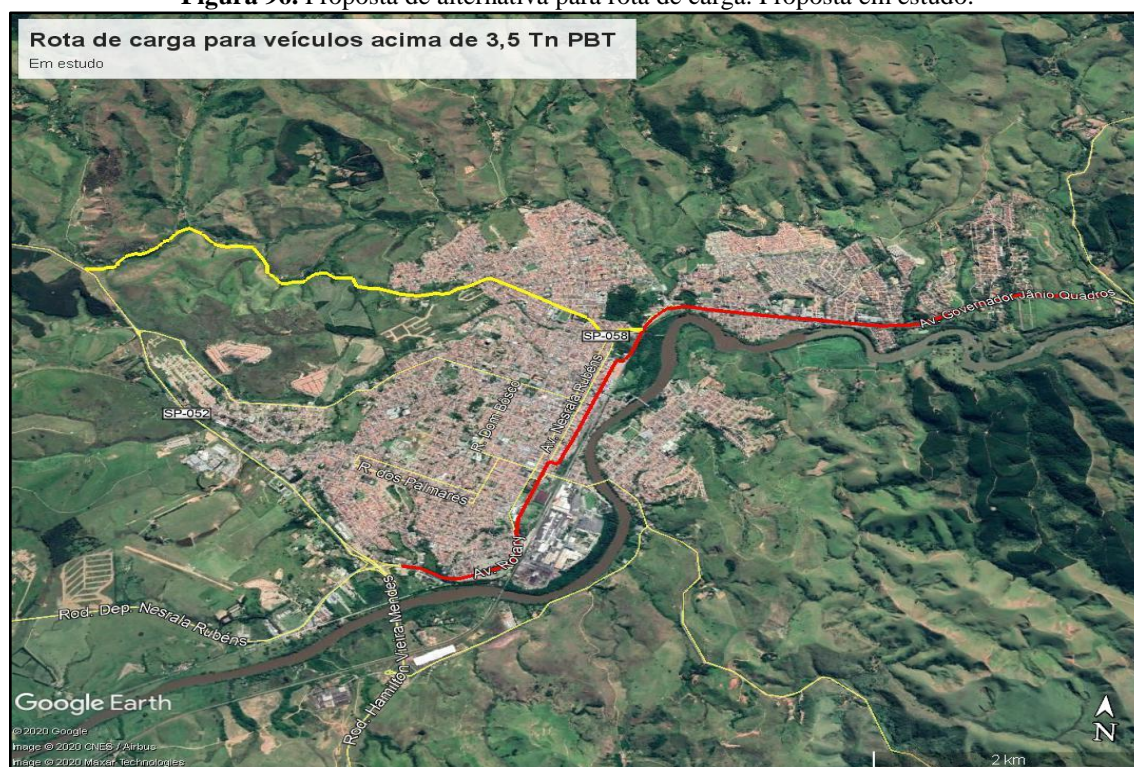 Figura 96. Proposta de alternativa para rota de carga. Proposta em estudo.
Rota de carga para veículos acima de 3,5 Tn PBT
Em estudo
Av. Governador Jânio Quadros
SP-058
SP-052
R. Dom Bosco
Av. Nesrala Rubéns
R. dos Palmares
Av. Rotary
Rod. Dep. Nesrala Rubéns
Rod. Hamilton Vieira Mendes
Google Earth
© 2020 Google
Image © 2020 CNES / Airbus
Image © 2020 Maxar Technologies
N
2 km